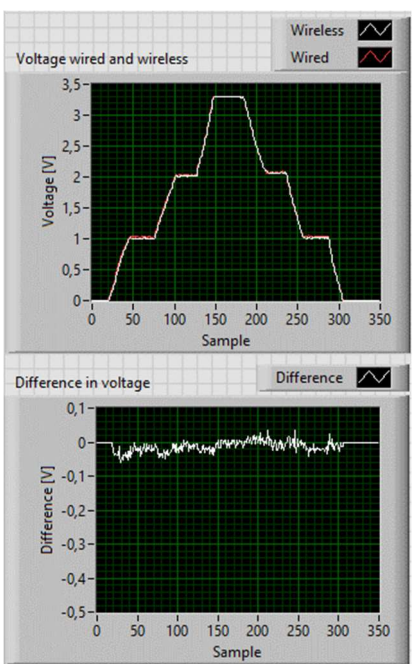 Wireless
Voltage wired and wireless
Wired
3,5
3
2,5
2
1,5
1
0,5
0
Voltage [V]
0 50 100 150 200 250 300 350
Sample
Difference in voltage
Difference
0,1
0
-0,1
-0,2
-0,3
-0,4
-0,5
Difference [V]
0 50 100 150 200 250 300 350
Sample